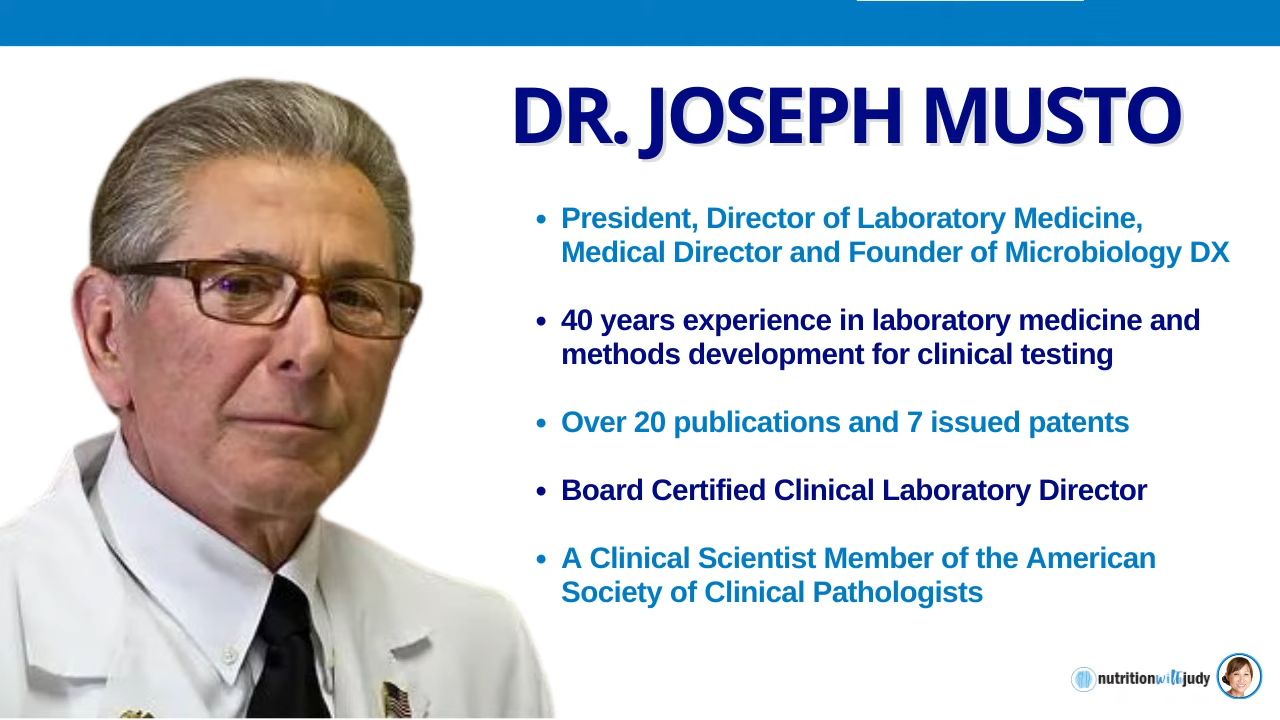 DR. JOSEPH MUSTO
• President, Director of Laboratory Medicine,
Medical Director and Founder of Microbiology DX
• 40 years experience in laboratory medicine and
methods development for clinical testing
• Over 20 publications and 7 issued patents
• Board Certified Clinical Laboratory Director
• A Clinical Scientist Member of the American
Society of Clinical Pathologists
nutritionwithjudy